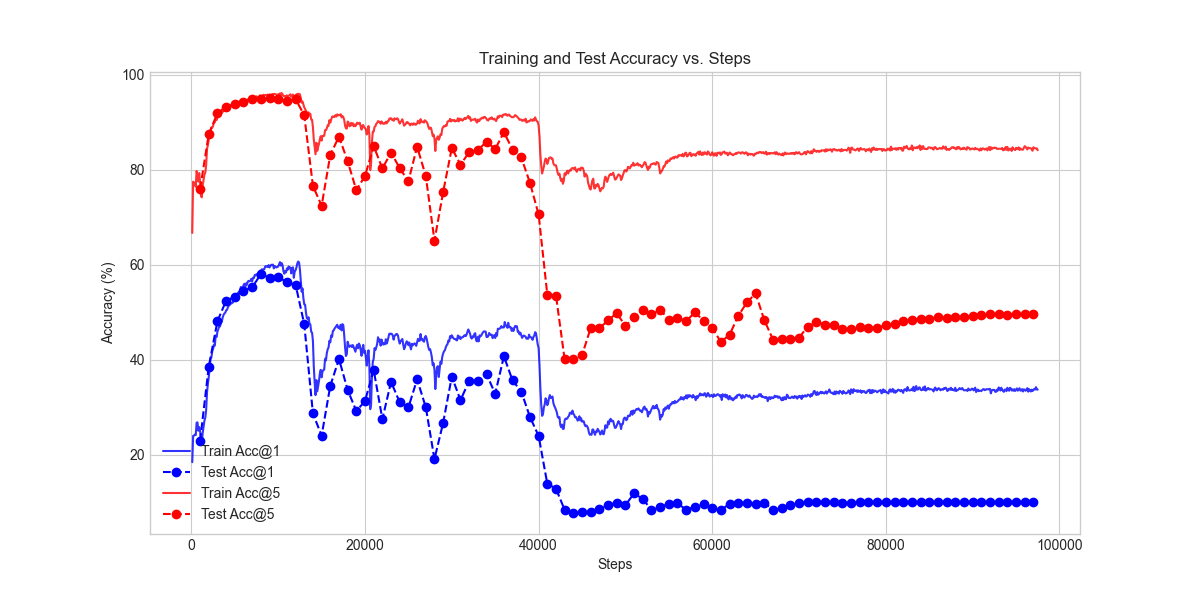 Training and Test Accuracy vs. Steps
100
80
60
40
20
Accuracy (%)
Train Acc@1
Test Acc@1
Train Acc@5
Test Acc@5
0
20000
40000
60000
80000
100000
Steps